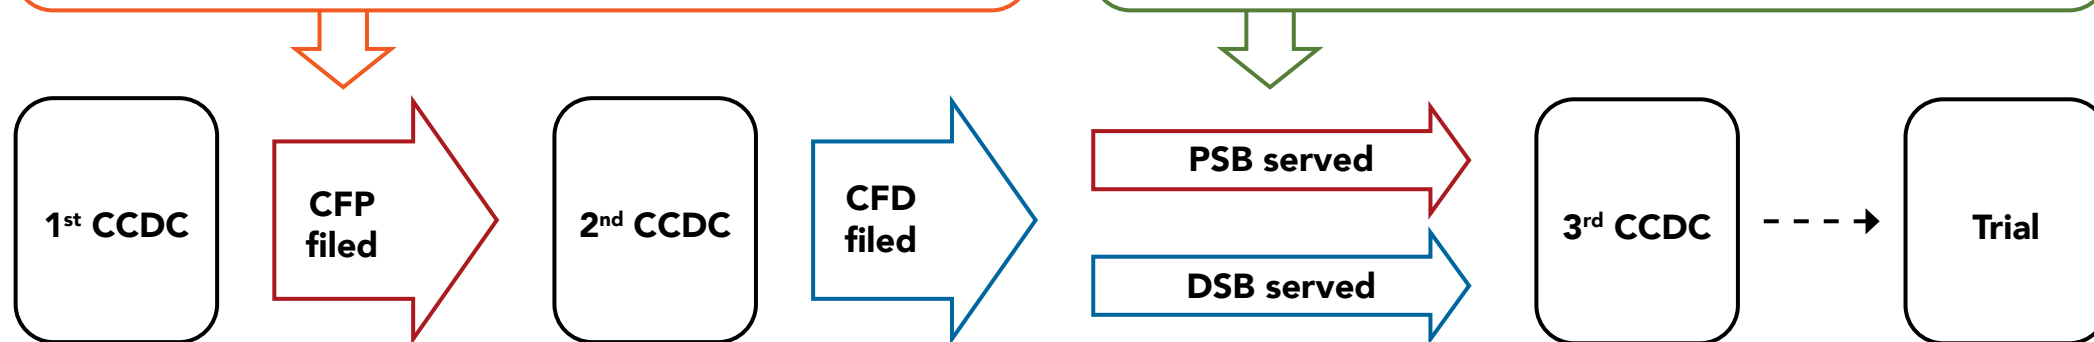 1st CCDC
CFP
filed
2nd CCDC
CFD
filed
PSB served
DSB served
3rd CCDC
Trial